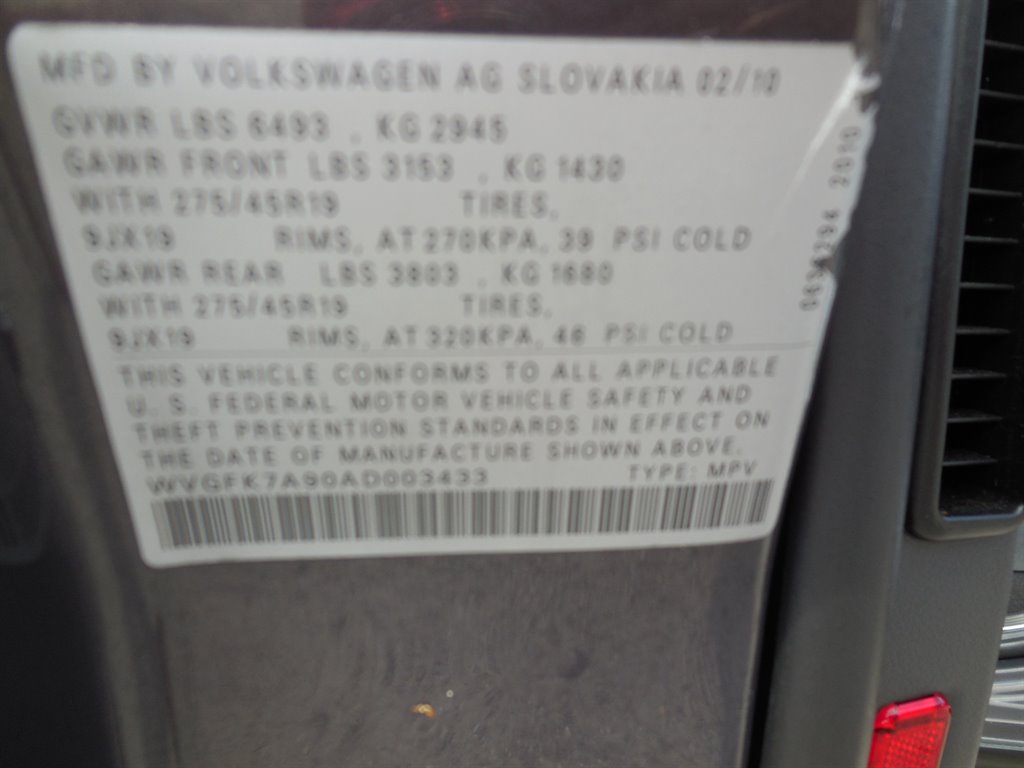 MFD BY VOLKSWAGEN AG SLOVAKIA 02/10
GVWR LBS 6493 , KG 2945
GAWR FRONT LBS 3153 , KG 1430
WITH 275/45R19 TIRES,
9JX19 RIMS, AT 270KPA, 39 PSI COLD
GAWR REAR LBS 3803 , KG 1680
WITH 275/45R19 TIRES,
9JX19 RIMS, AT 320KPA, 46 PSI COLD
THIS VEHICLE CONFORMS TO ALL APPLICABLE
U. S. FEDERAL MOTOR VEHICLE SAFETY AND
THEFT PREVENTION STANDARDS IN EFFECT ON
THE DATE OF MANUFACTURE SHOWN ABOVE.
WVGFK7A90AD003433 TYPE: MPV
2010